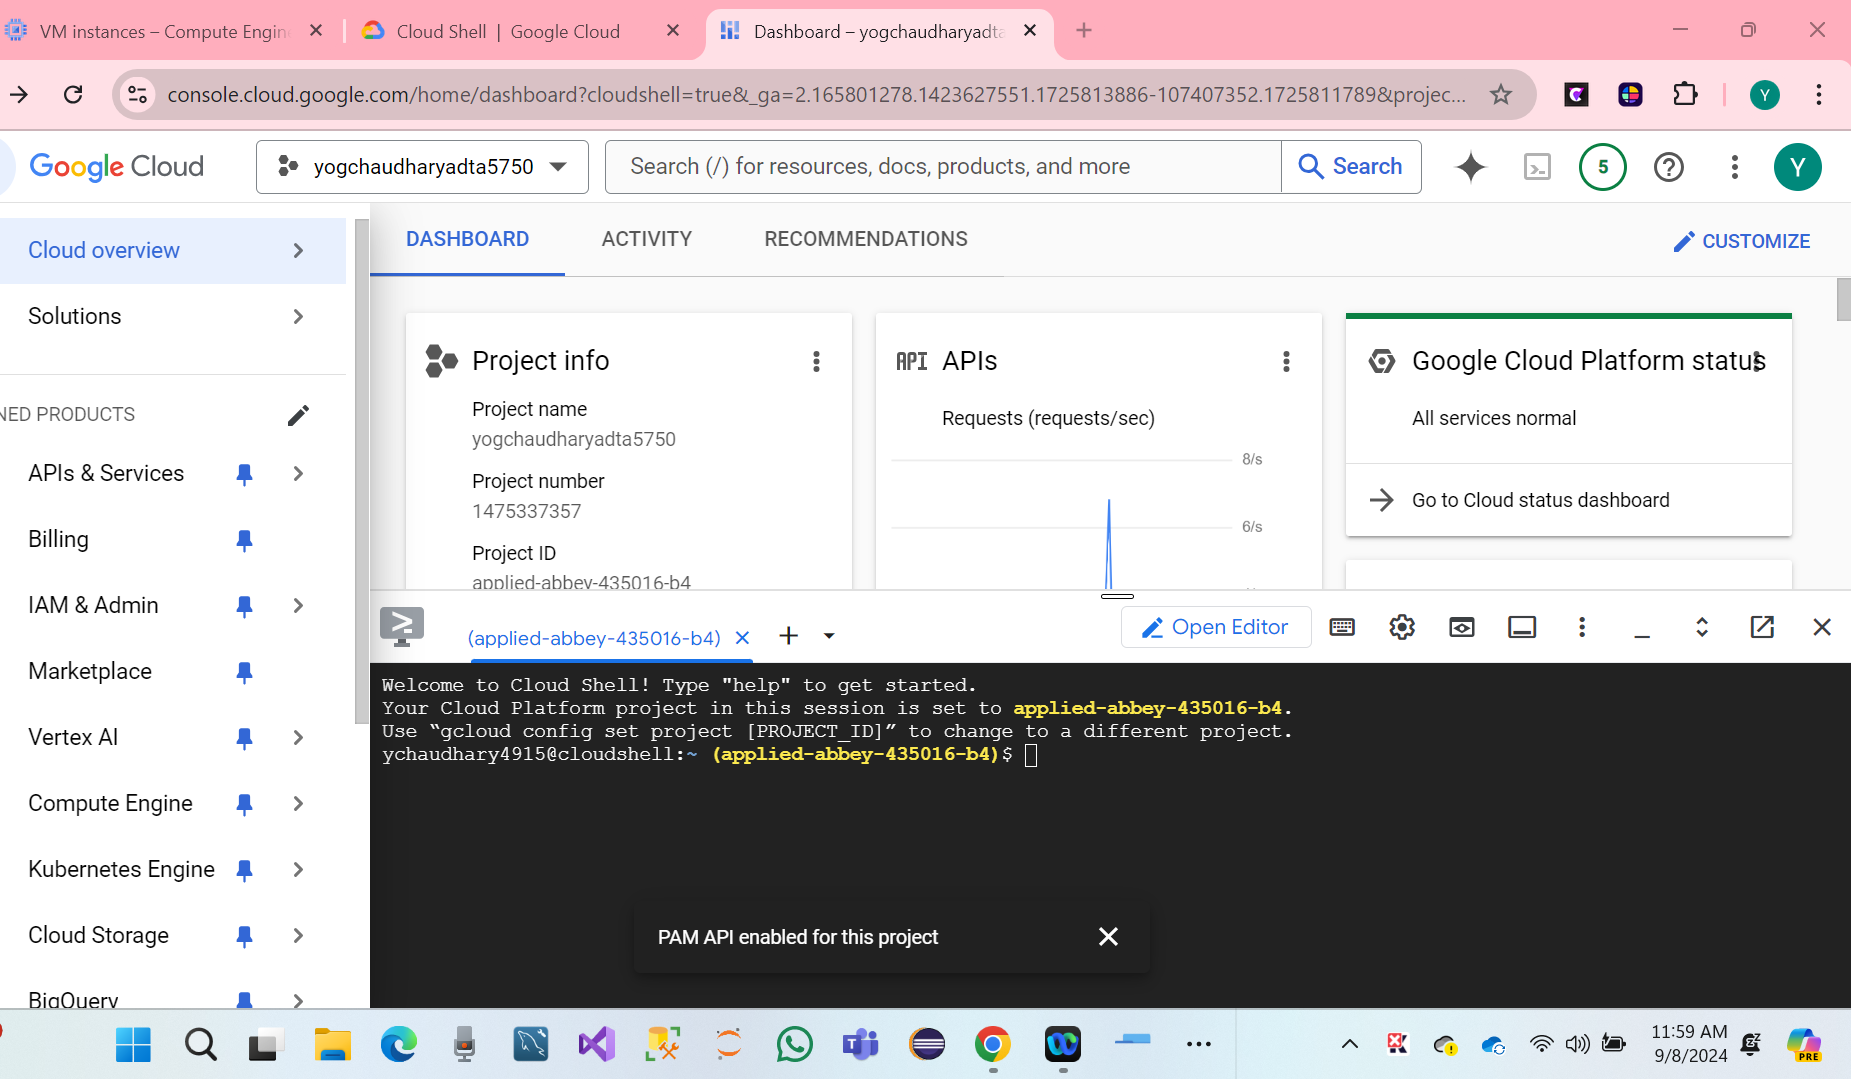 VM instances – Compute Engin
Cloud Shell | Google Cloud
Dashboard – yogchaudharyadta
console.cloud.google.com/home/dashboard?cloudshell=true&_ga=2.165801278.1423627551.1725813886-107407352.1725811789&projec...
Y
Google Cloud
yogchaudharyadta5750
Search (/) for resources, docs, products, and more
Search
5
Y
Cloud overview
Solutions
NED PRODUCTS
APIs & Services
Billing
IAM & Admin
Marketplace
Vertex AI
Compute Engine
Kubernetes Engine
Cloud Storage
BigQuery
DASHBOARD
ACTIVITY
RECOMMENDATIONS
CUSTOMIZE
Project info
Project name
yogchaudharyadta5750
Project number
1475337357
Project ID
applied-abbey-435016-b4
API APIs
Requests (requests/sec)
8/s
6/s
Google Cloud Platform status
All services normal
Go to Cloud status dashboard
(applied-abbey-435016-b4)
Open Editor
Welcome to Cloud Shell! Type "help" to get started.
Your Cloud Platform project in this session is set to applied-abbey-435016-b4.
Use “gcloud config set project [PROJECT_ID]” to change to a different project.
ychaudhary4915@cloudshell:~ (applied-abbey-435016-b4)$
PAM API enabled for this project
11:59 AM
9/8/2024
PRE